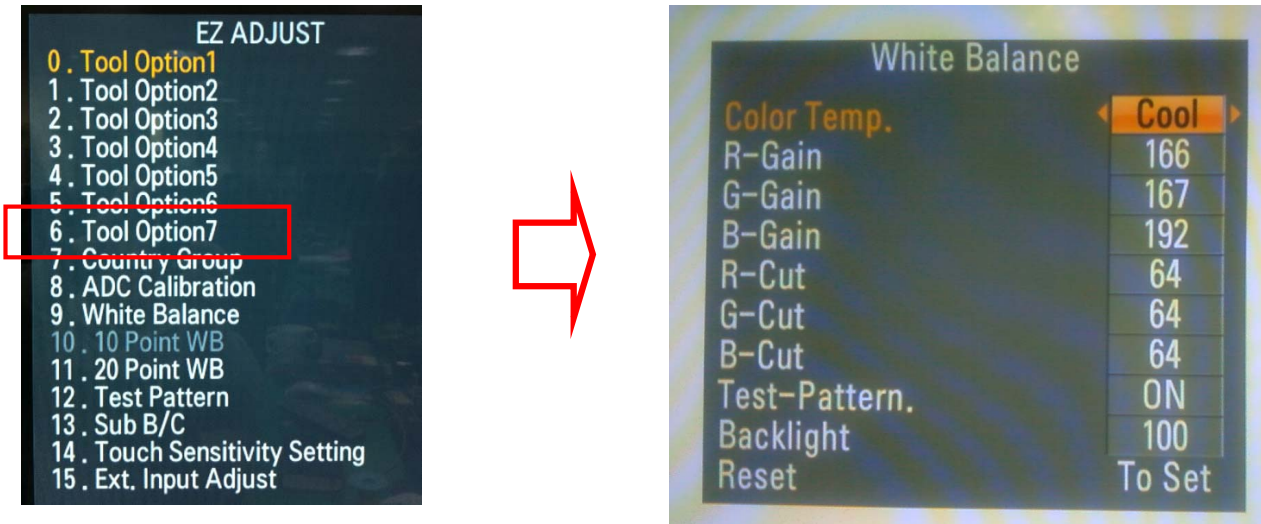 EZ ADJUST
0 . Tool Option1
1 . Tool Option2
2 . Tool Option3
3 . Tool Option4
4 . Tool Option5
5 . Tool Option6
6 . Tool Option7
7 . Country Group
8 . ADC Calibration
9 . White Balance
10 . 10 Point WB
11 . 20 Point WB
12 . Test Pattern
13 . Sub B/C
14 . Touch Sensitivity Setting
15 . Ext. Input Adjust
White Balance
Color Temp. Cool
R-Gain 166
G-Gain 167
B-Gain 192
R-Cut 64
G-Cut 64
B-Cut 64
Test-Pattern. ON
Backlight 100
Reset To Set